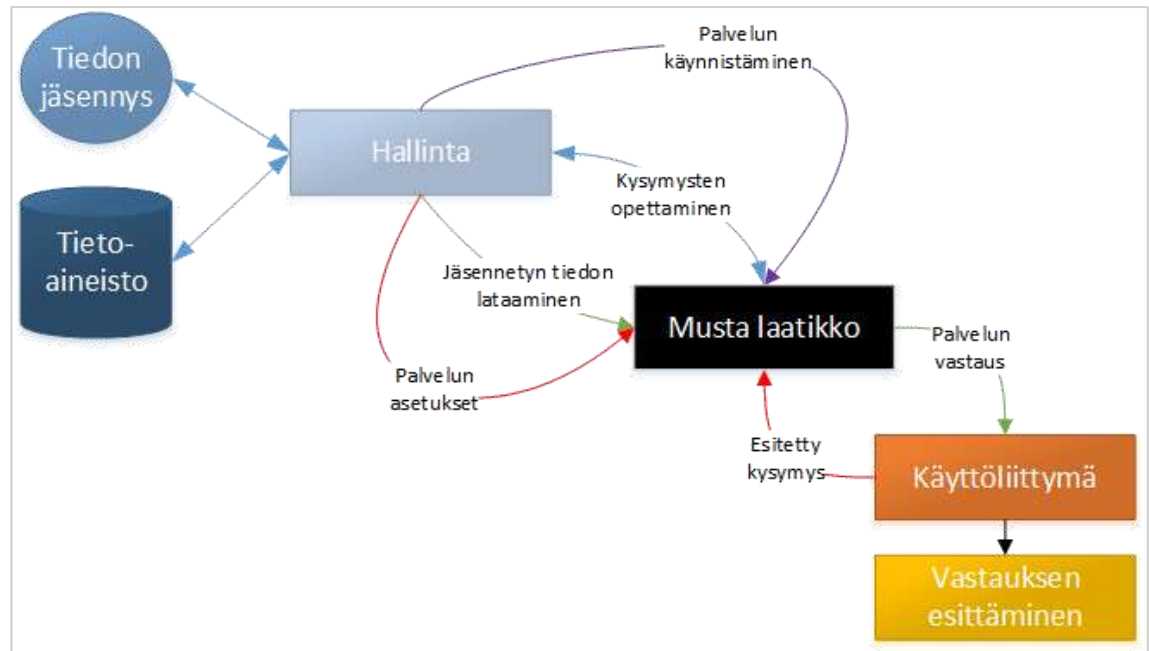 Tiedon
jäsennys
Palvelun
käynnistäminen
Hallinta
Kysymysten
opettaminen
Tieto-
aineisto
Jäsennetyn tiedon
lataaminen
Musta laatikko
Palvelun
vastaus
Palvelun
asetukset
Esitetty
kysymys
Käyttöliittymä
Vastauksen
esittäminen